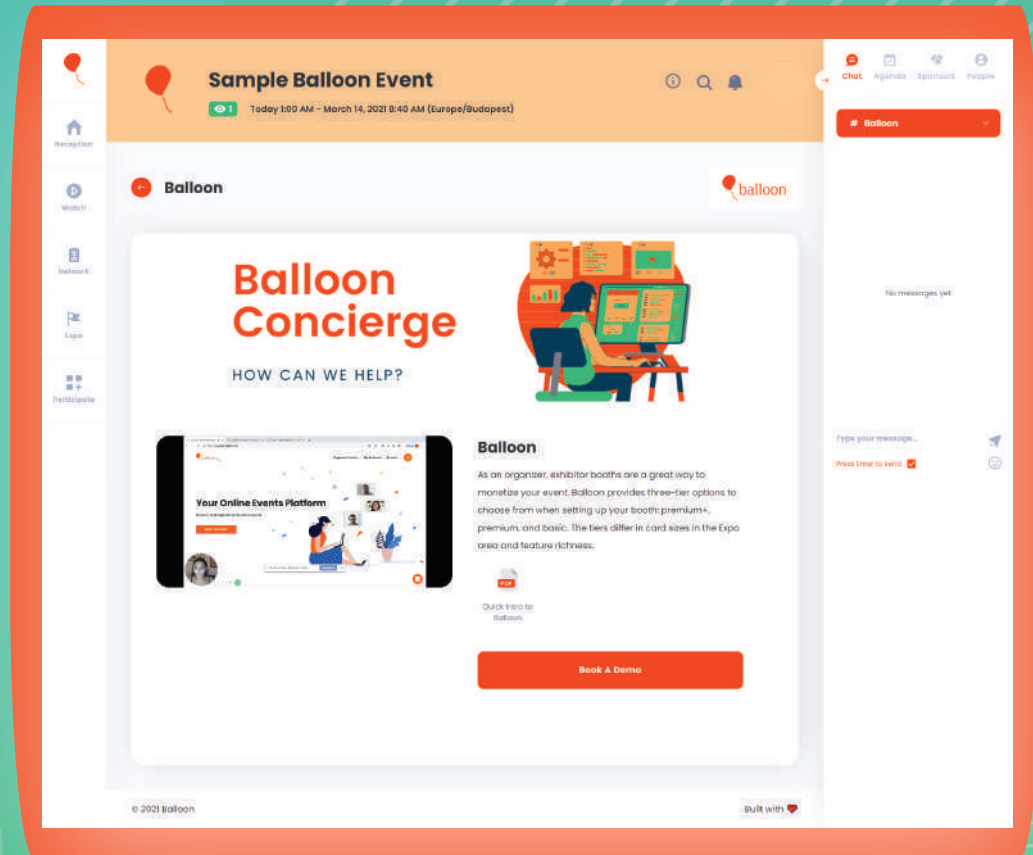 Sample Balloon Event
1
Today 1:00 AM - March 14, 2021 8:40 AM (Europe/Budapest)
Reception
Watch
Network
Expo
Participate
Balloon
balloon
Balloon
Concierge
HOW CAN WE HELP?
Your Online Events Platform
Balloon
As an organizer, exhibitor booths are a great way to
monetize your event. Balloon provides three-tier options to
choose from when setting up your booth: premium+,
premium, and basic. The tiers differ in card sizes in the Expo
area and feature richness.
PDF
Quick Intro to
Balloon
Book A Demo
© 2021 Balloon
Built with
Chat Agenda Sponsors People
# Balloon
No messages yet
Type your message...
Press Enter to send